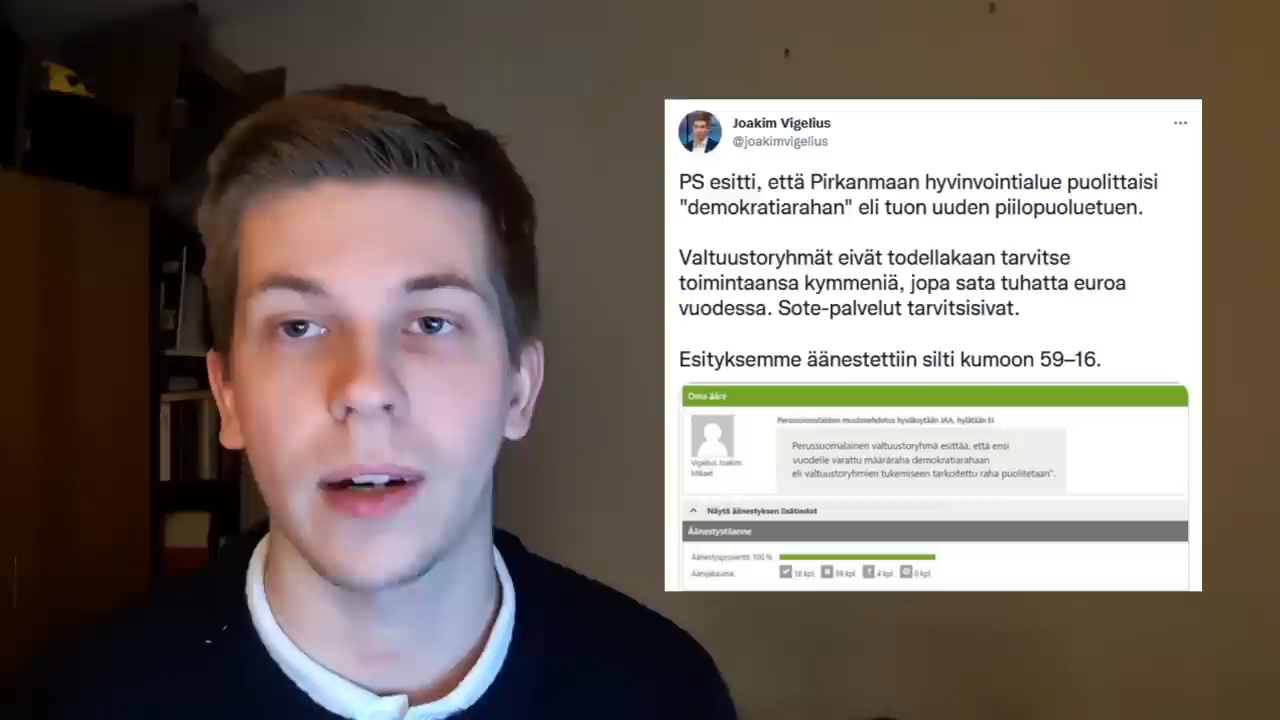 Joakim Vigelius
@joakimvigelius
PS esitti, että Pirkanmaan hyvinvointialue puolittaisi
"demokratiarahan" eli tuon uuden piilopuoluetuen.
Valtuustoryhmät eivät todellakaan tarvitse
toimintaansa kymmeniä, jopa sata tuhatta euroa
vuodessa. Sote-palvelut tarvitsisivat.
Esityksemme äänestettiin silti kumoon 59–16.
Oma ääni
Perussuomalaisten muutosehdotus hyväksytään JAA, hylätään EI
Perussuomalainen valtuustoryhmä esittää, että ensi
vuodelle varattu määräraha demokratiarahaan
eli valtuustoryhmien tukemiseen tarkoitettu raha puolitetaan".
Vigelius Joakim
Mikael
Näytä äänestyksen lisätiedot
Äänestystilanne
Äänestysprosentti 100 %
Äänijakauma
16 kpl 59 kpl 4 kpl 0 kpl